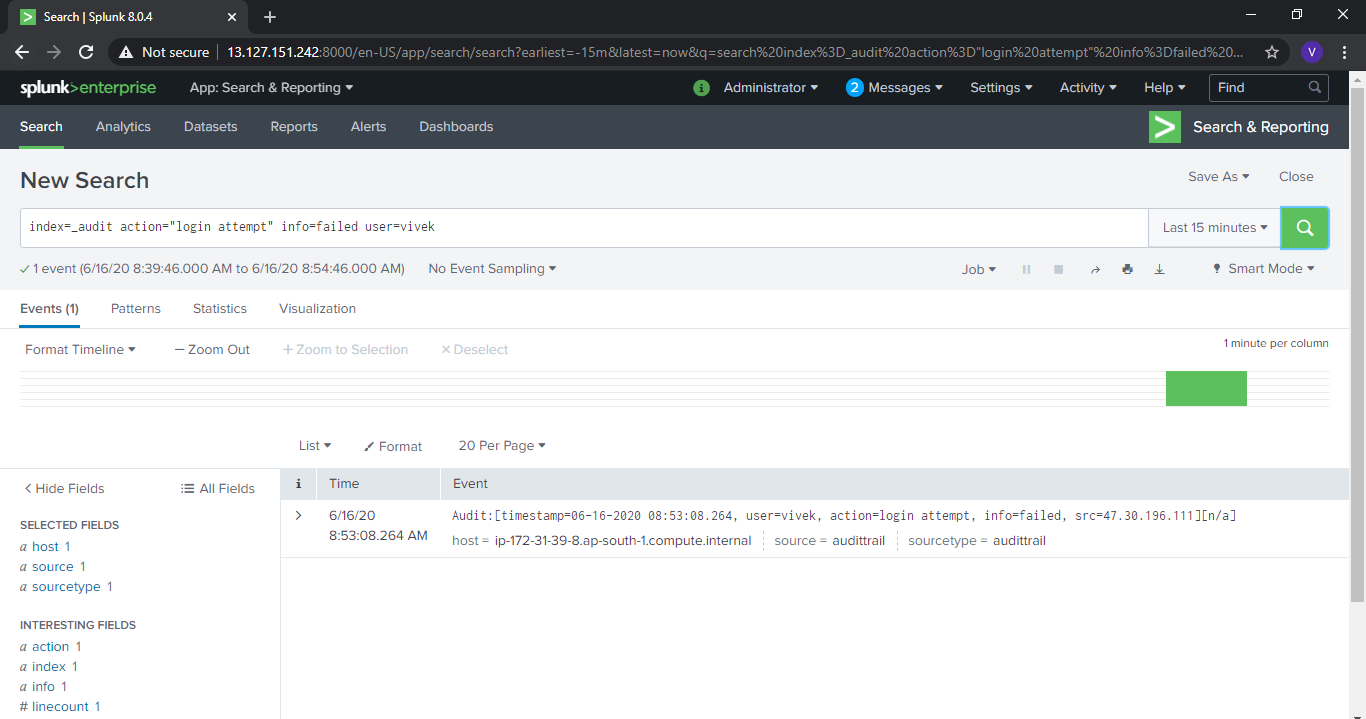 Search | Splunk 8.0.4
Not secure 13.127.151.242:8000/en-US/app/search/search?earliest=-15m&latest=now&q=search%20index%3D_audit%20action%3D"login%20attempt"%20info%3Dfailed%20... V
splunk>enterprise App: Search & Reporting i Administrator 2 Messages Settings Activity Help Find
Search Analytics Datasets Reports Alerts Dashboards > Search & Reporting
New Search Save As Close
index=_audit action="login attempt" info=failed user=vivek Last 15 minutes
1 event (6/16/20 8:39:46.000 AM to 6/16/20 8:54:46.000 AM) No Event Sampling Job Smart Mode
Events (1) Patterns Statistics Visualization
Format Timeline — Zoom Out + Zoom to Selection × Deselect 1 minute per column
List Format 20 Per Page
< Hide Fields All Fields i Time Event
SELECTED FIELDS
a host 1
a source 1
a sourcetype 1
INTERESTING FIELDS
a action 1
a index 1
a info 1
# linecount 1
> 6/16/20 Audit:[timestamp=06-16-2020 08:53:08.264, user=vivek, action=login attempt, info=failed, src=47.30.196.111][n/a]
8:53:08.264 AM host = ip-172-31-39-8.ap-south-1.compute.internal source = audittrail sourcetype = audittrail